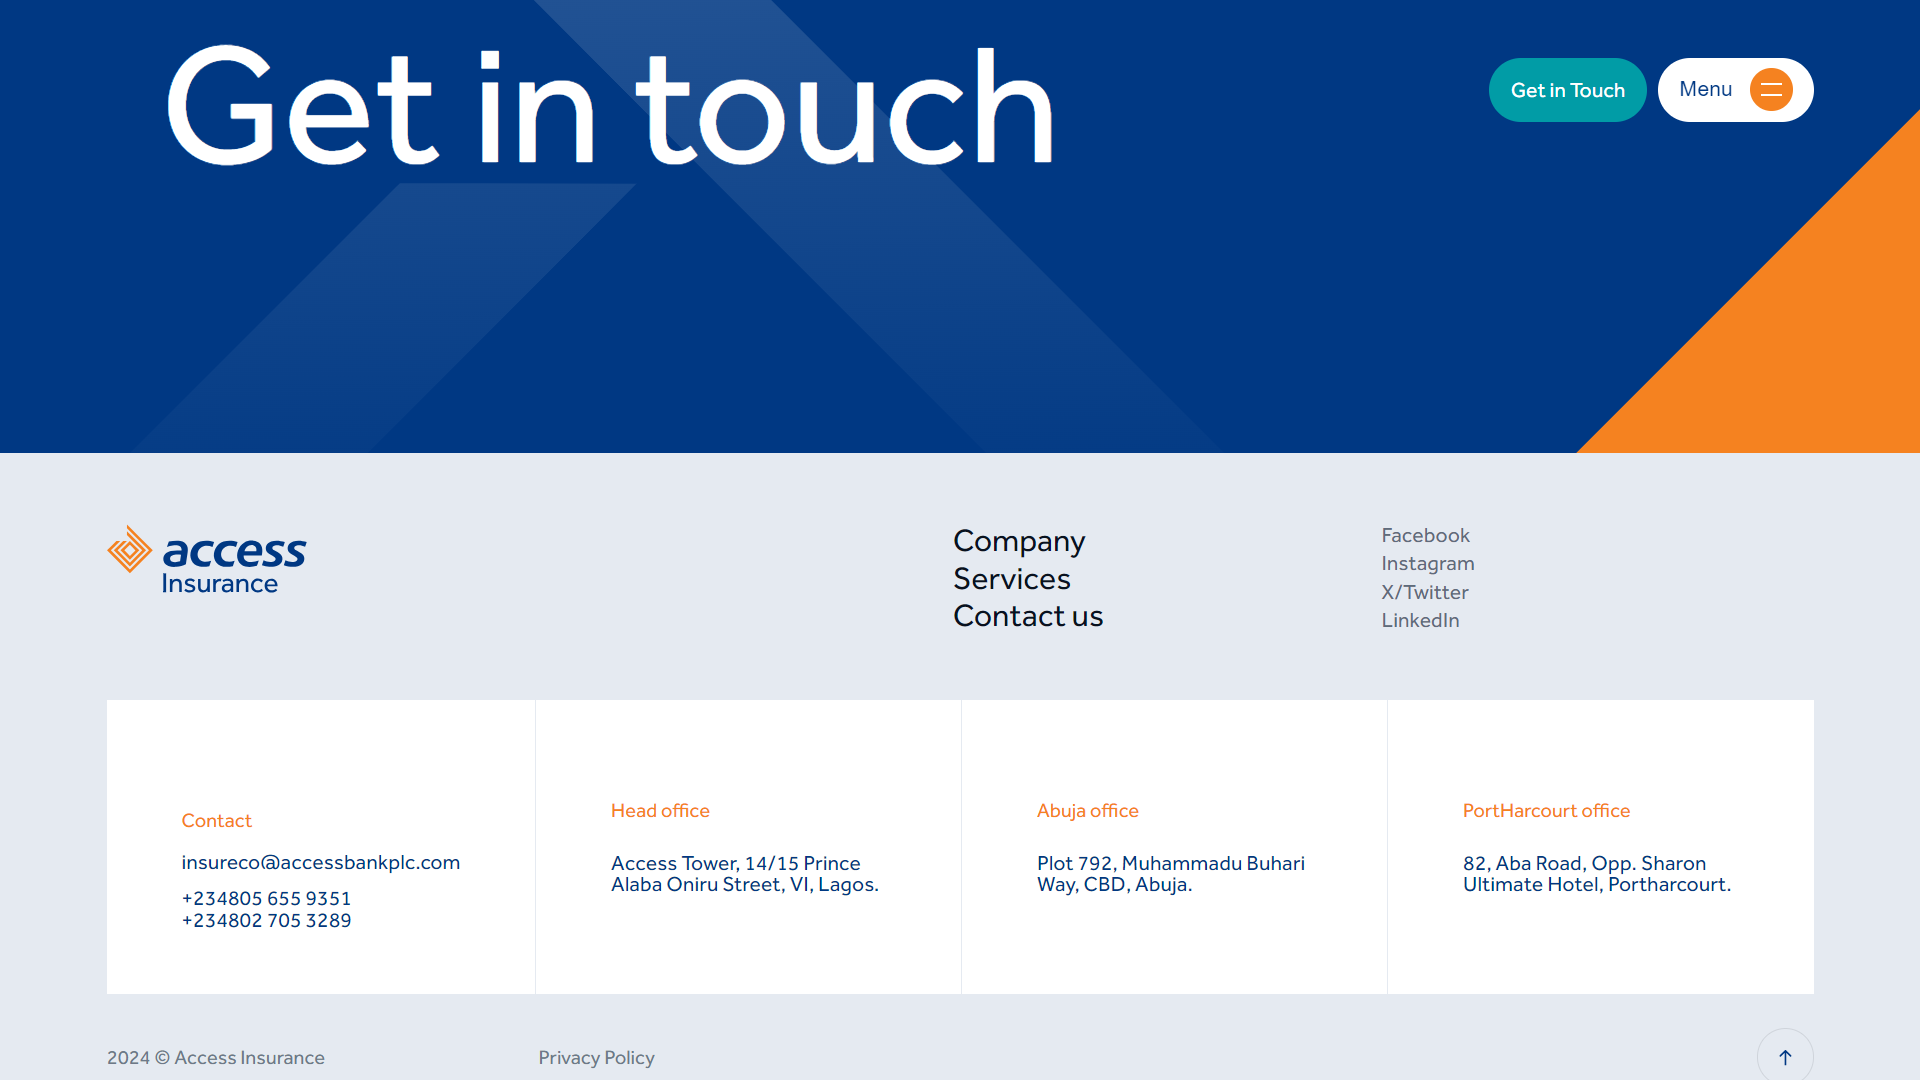 Get in touch
Get in Touch
Menu
access
Insurance
Company
Services
Contact us
Facebook
Instagram
X/Twitter
LinkedIn
Contact
insureco@accessbankplc.com
+234805 655 9351
+234802 705 3289
Head office
Access Tower, 14/15 Prince
Alaba Oniru Street, VI, Lagos.
Abuja office
Plot 792, Muhammadu Buhari
Way, CBD, Abuja.
PortHarcourt office
82, Aba Road, Opp. Sharon
Ultimate Hotel, Portharcourt.
2024 © Access Insurance
Privacy Policy